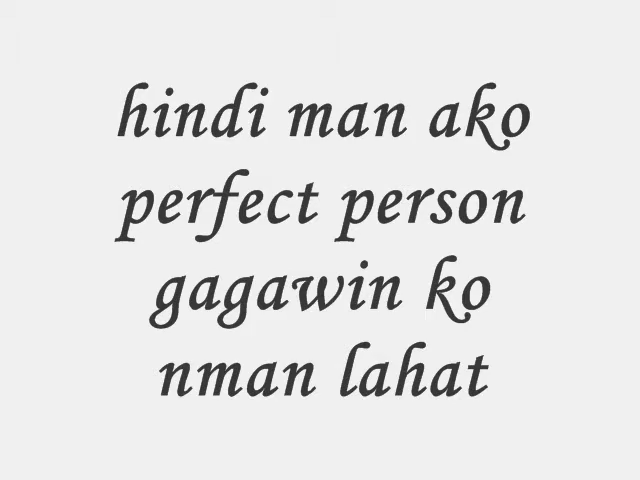 hindi man ako
perfect person
gagawin ko
nman lahat